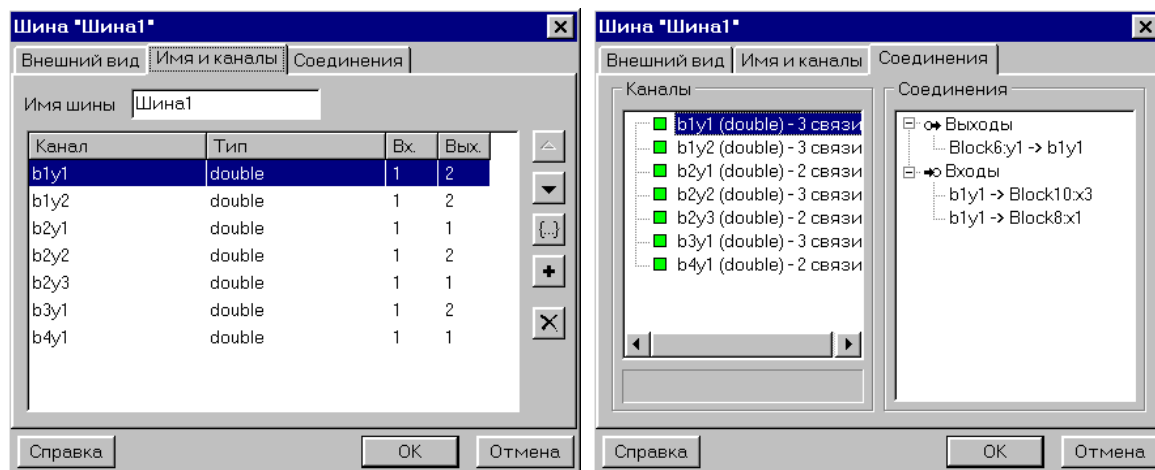 Шина "Шина1"
Внешний вид Имя и каналы Соединения
Имя шины Шина1
Канал Тип Вх. Вых.
b1y1 double 1 2
b1y2 double 1 2
b2y1 double 1 1
b2y2 double 1 2
b2y3 double 1 1
b3y1 double 1 2
b4y1 double 1 1
{..}
Справка OK Отмена
Шина "Шина1"
Внешний вид Имя и каналы Соединения
Каналы
b1y1 (double) - 3 связи
b1y2 (double) - 3 связи
b2y1 (double) - 2 связи
b2y2 (double) - 3 связи
b2y3 (double) - 2 связи
b3y1 (double) - 3 связи
b4y1 (double) - 2 связи
Соединения
Выходы
Block6:y1 -> b1y1
Входы
b1y1 -> Block10:x3
b1y1 -> Block8:x1
Справка OK Отмена